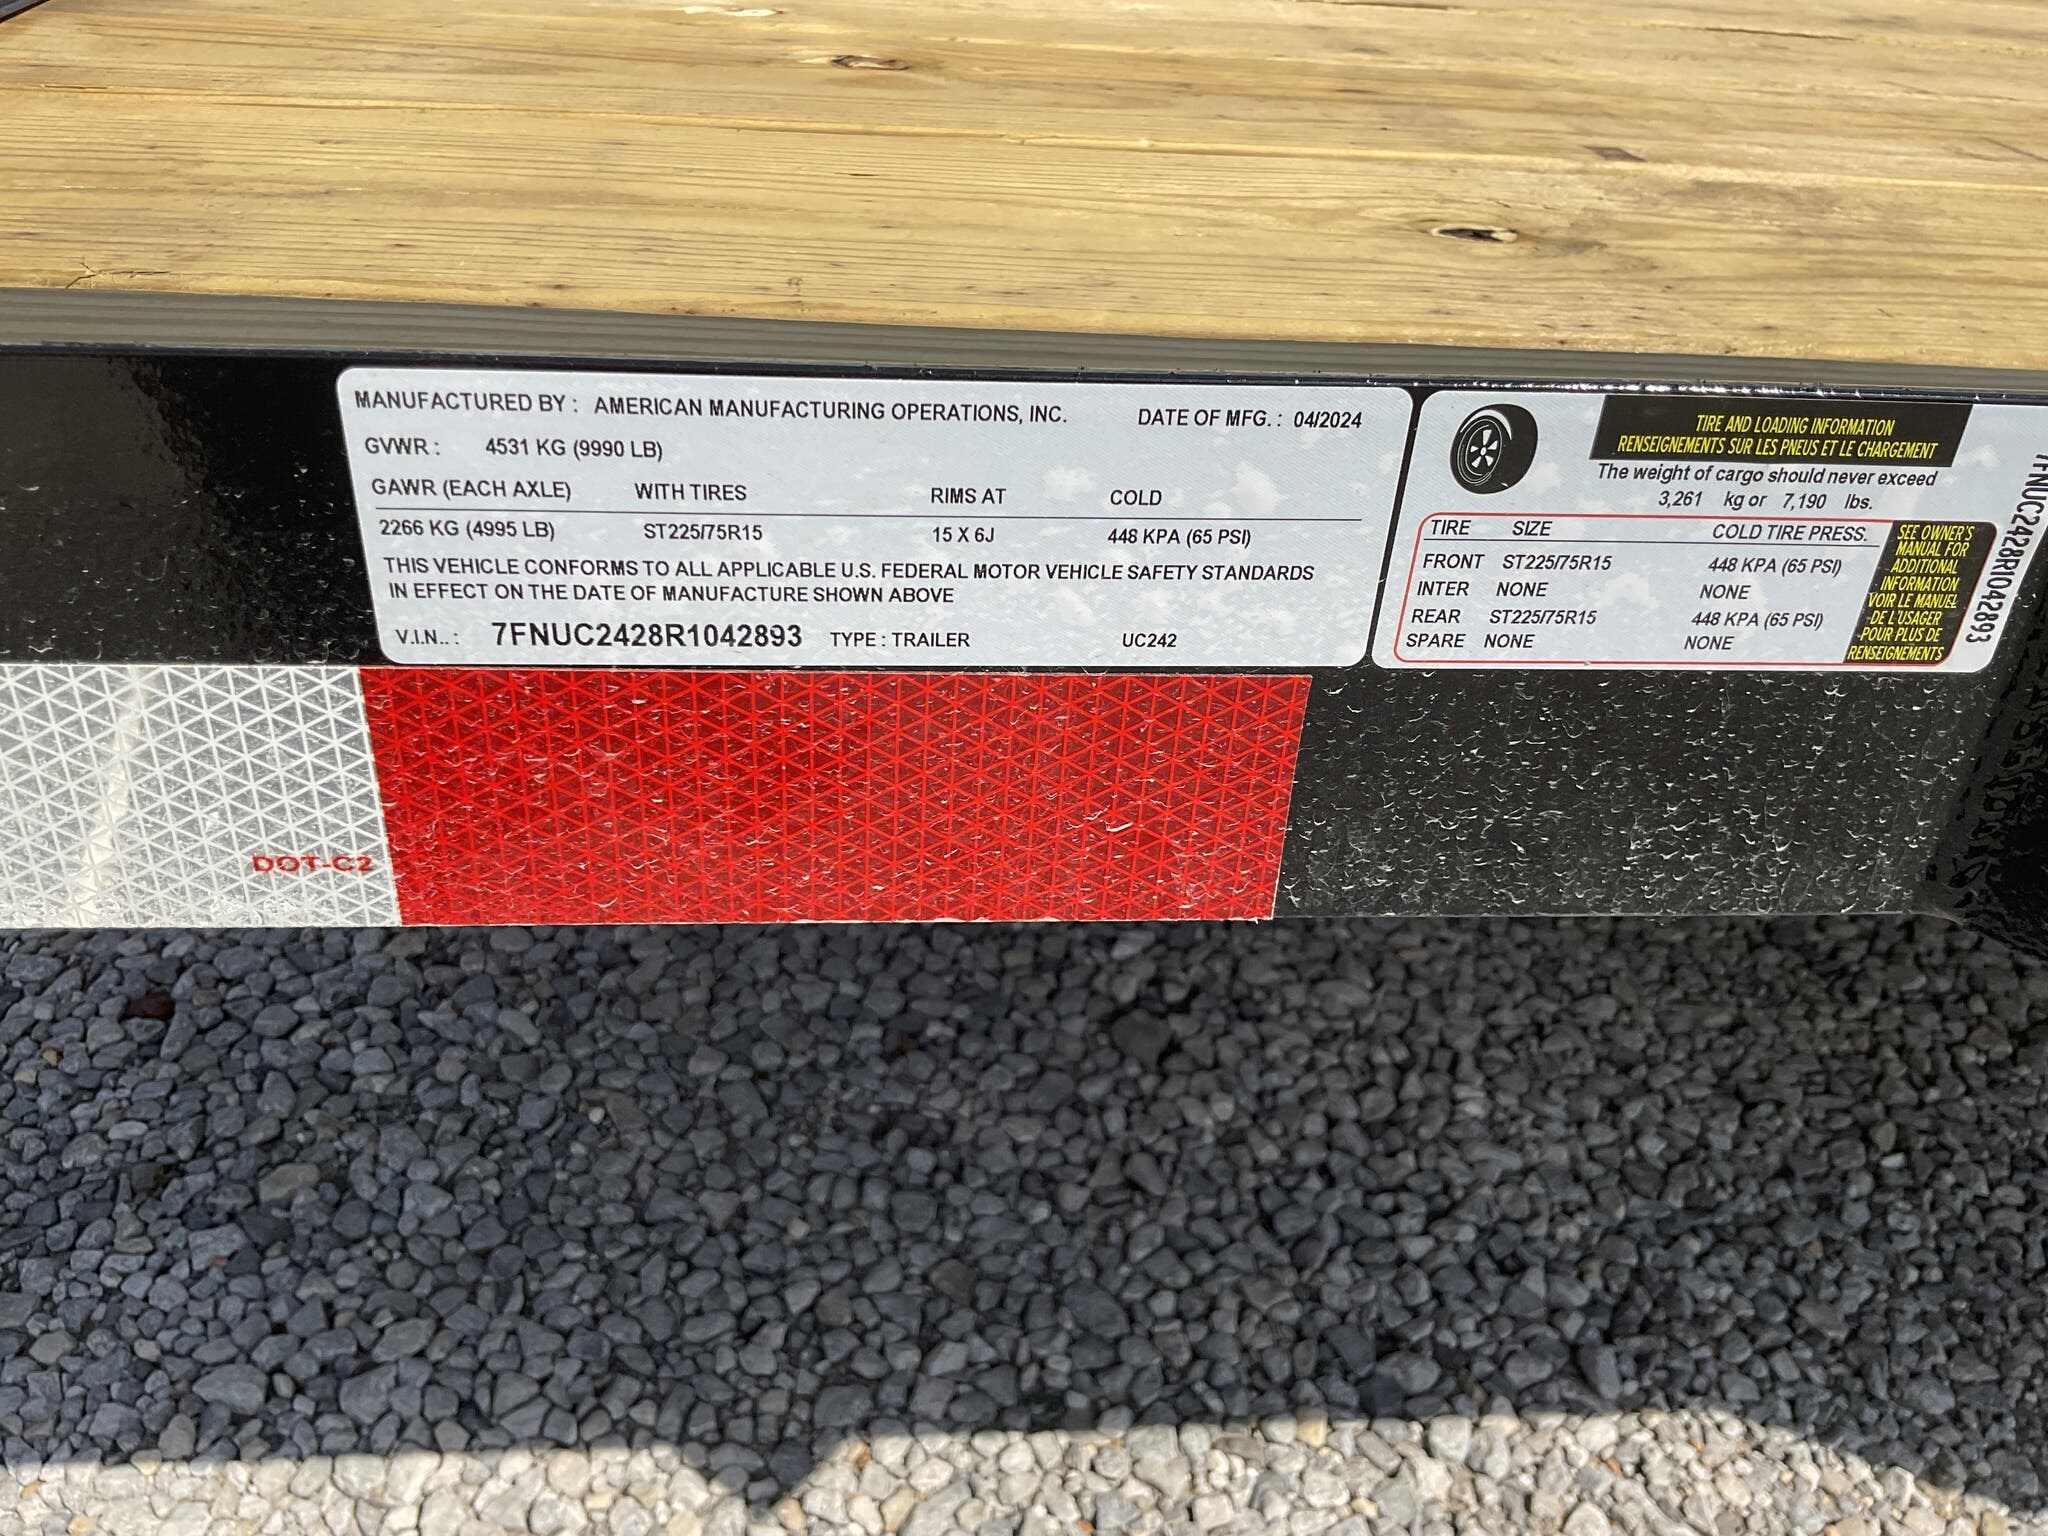 MANUFACTURED BY : AMERICAN MANUFACTURING OPERATIONS, INC. DATE OF MFG. : 04/2024
GVWR : 4531 KG (9990 LB)
GAWR (EACH AXLE) WITH TIRES RIMS AT COLD
2266 KG (4995 LB) ST225/75R15 15 X 6J 448 KPA (65 PSI)
THIS VEHICLE CONFORMS TO ALL APPLICABLE U.S. FEDERAL MOTOR VEHICLE SAFETY STANDARDS
IN EFFECT ON THE DATE OF MANUFACTURE SHOWN ABOVE
V.I.N.. : 7FNUC2428R1042893 TYPE : TRAILER UC242
TIRE AND LOADING INFORMATION
RENSEIGNEMENTS SUR LES PNEUS ET LE CHARGEMENT
The weight of cargo should never exceed
3,261 kg or 7,190 lbs.
TIRE SIZE COLD TIRE PRESS.
FRONT ST225/75R15 448 KPA (65 PSI)
INTER NONE NONE
REAR ST225/75R15 448 KPA (65 PSI)
SPARE NONE NONE
SEE OWNER'S
MANUAL FOR
ADDITIONAL
INFORMATION
VOIR LE MANUEL
DE L'USAGER
POUR PLUS DE
RENSEIGNEMENTS
7FNUC2428R1042893
DOT-C2